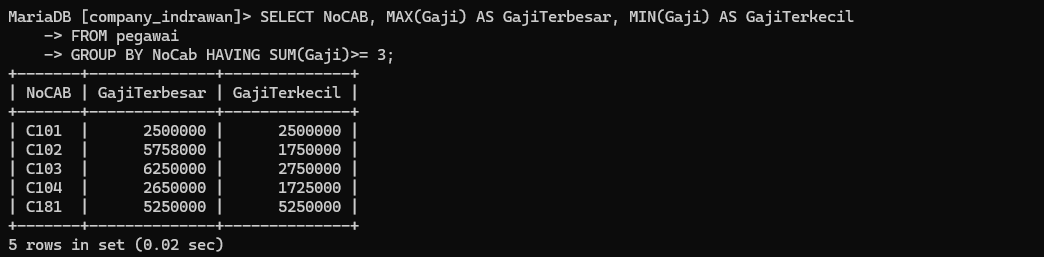 MariaDB [company_indrawan]> SELECT NoCAB, MAX(Gaji) AS GajiTerbesar, MIN(Gaji) AS GajiTerkecil
    -> FROM pegawai
    -> GROUP BY NoCab HAVING SUM(Gaji)>= 3;
+-------+--------------+--------------+
| NoCAB | GajiTerbesar | GajiTerkecil |
+-------+--------------+--------------+
| C101  |      2500000 |      2500000 |
| C102  |      5758000 |      1750000 |
| C103  |      6250000 |      2750000 |
| C104  |      2650000 |      1725000 |
| C181  |      5250000 |      5250000 |
+-------+--------------+--------------+
5 rows in set (0.02 sec)